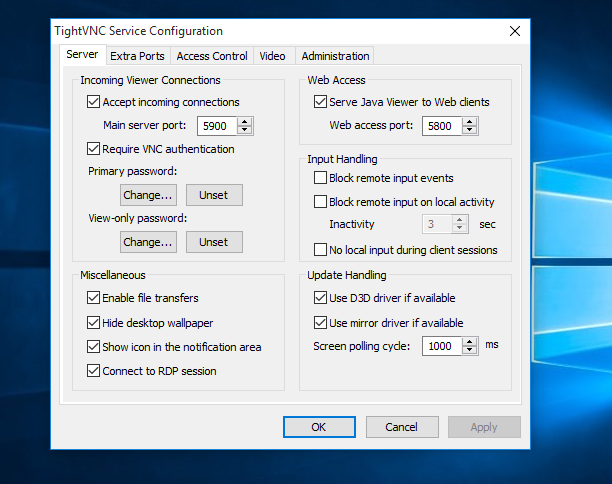 TightVNC Service Configuration
Server Extra Ports Access Control Video Administration
Incoming Viewer Connections
Accept incoming connections
Main server port: 5900
Require VNC authentication
Primary password:
Change... Unset
View-only password:
Change... Unset
Miscellaneous
Enable file transfers
Hide desktop wallpaper
Show icon in the notification area
Connect to RDP session
Web Access
Serve Java Viewer to Web clients
Web access port: 5800
Input Handling
Block remote input events
Block remote input on local activity
Inactivity 3 sec
No local input during client sessions
Update Handling
Use D3D driver if available
Use mirror driver if available
Screen polling cycle: 1000 ms
OK Cancel Apply